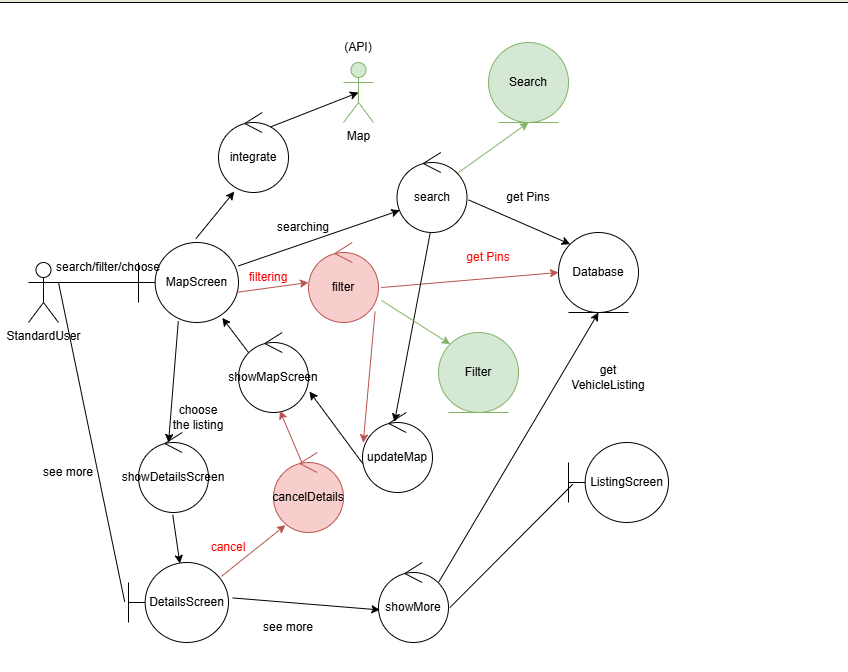 (API)
Search
Map
integrate
search
get Pins
searching
search/filter/choose
MapScreen
filtering
filter
get Pins
Database
StandardUser
showMapScreen
Filter
get
VehicleListing
choose
the listing
updateMap
see more
showDetailsScreen
cancelDetails
ListingScreen
cancel
DetailsScreen
showMore
see more